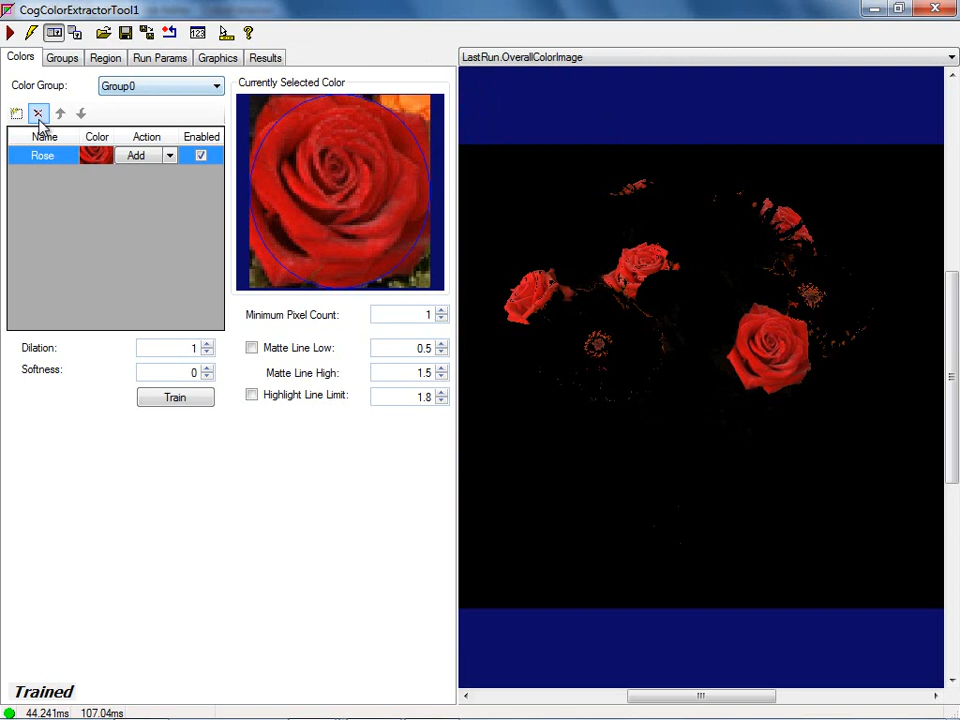 CogColorExtractorTool1
Colors Groups Region Run Params Graphics Results
LastRun.OverallColorImage
Color Group: Group0
Currently Selected Color
Name Color Action Enabled
Rose Add
Minimum Pixel Count: 1
Dilation: 1
Matte Line Low: 0.5
Softness: 0
Matte Line High: 1.5
Train
Highlight Line Limit: 1.8
Trained
44.241ms 107.04ms